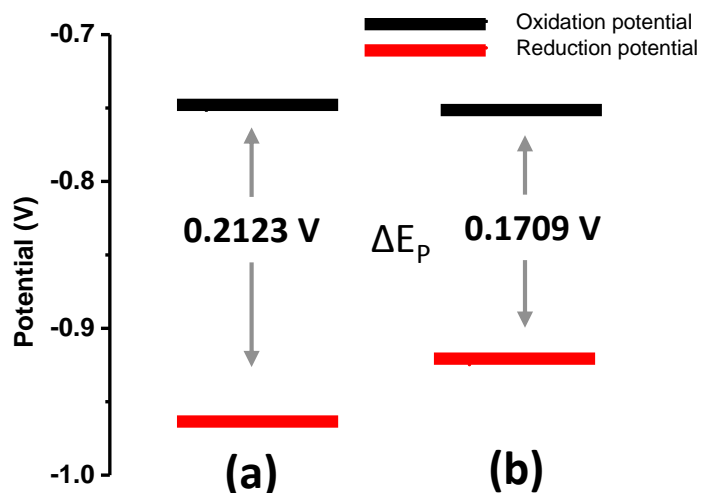 Oxidation potential
Reduction potential
Potential (V)
-0.7
-0.8
-0.9
-1.0
0.2123 V
ΔEP
0.1709 V
(a)
(b)